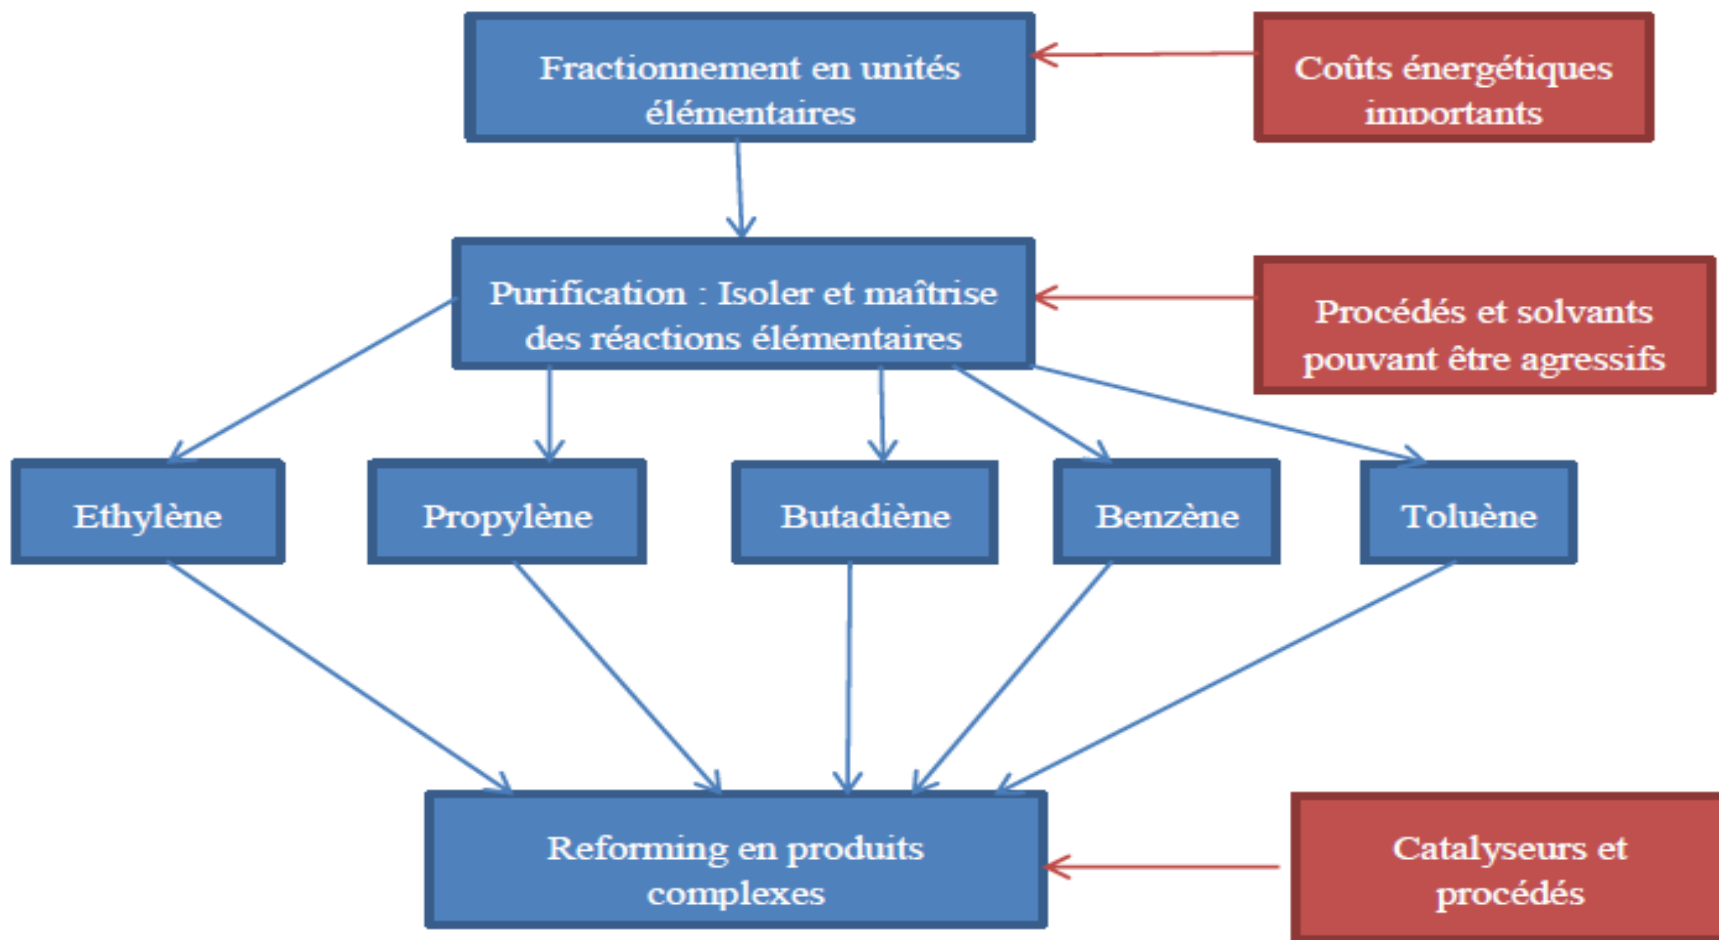 Fractionnement en unités
élémentaires
Coûts énergétiques
importants
Purification : Isoler et maîtrise
des réactions élémentaires
Procédés et solvants
pouvant être agressifs
Ethylène
Propylène
Butadiène
Benzène
Toluène
Reforming en produits
complexes
Catalyseurs et
procédés